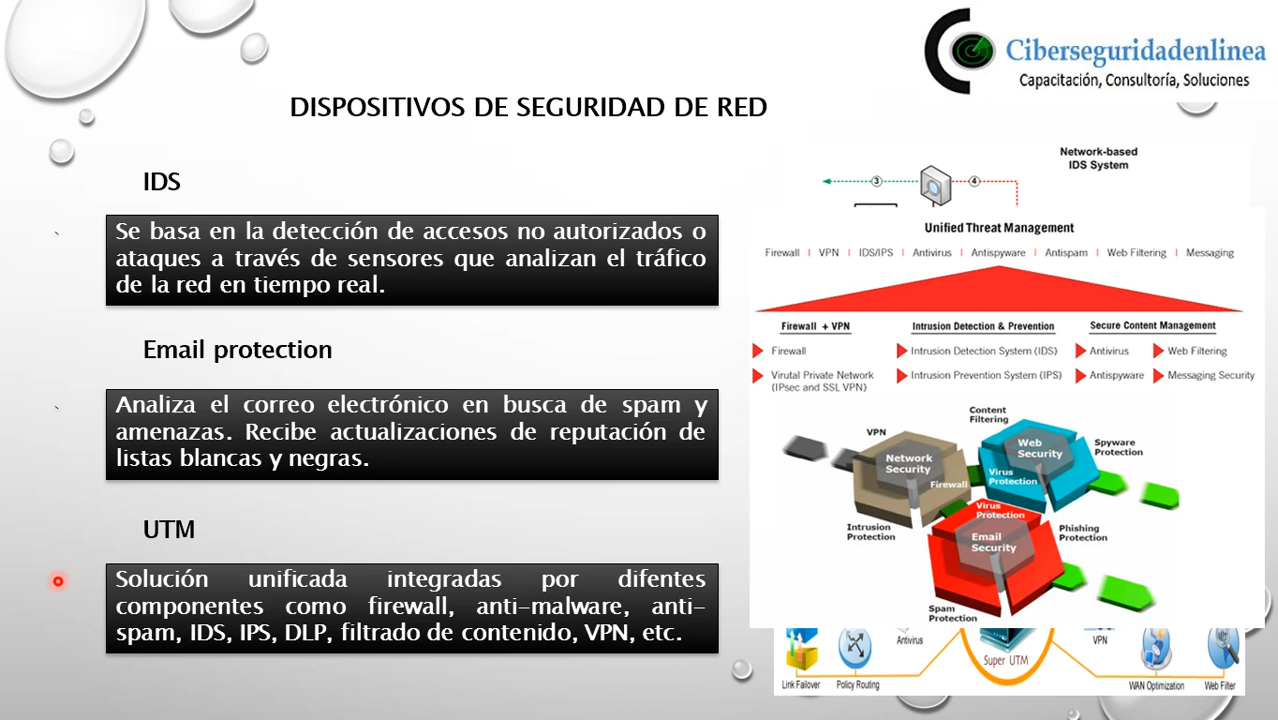 Ciberseguridadenlinea
Capacitación, Consultoría, Soluciones
DISPOSITIVOS DE SEGURIDAD DE RED
IDS
Se basa en la detección de accesos no autorizados o
ataques a través de sensores que analizan el tráfico
de la red en tiempo real.
Email protection
Analiza el correo electrónico en busca de spam y
amenazas. Recibe actualizaciones de reputación de
listas blancas y negras.
UTM
Solución unificada integradas por difentes
componentes como firewall, anti-malware, anti-
spam, IDS, IPS, DLP, filtrado de contenido, VPN, etc.
Network-based
IDS System
3
4
Unified Threat Management
Firewall | VPN | IDS/IPS | Antivirus | Antispyware | Antispam | Web Filtering | Messaging
Firewall + VPN
Firewall
Virutal Private Network
(IPsec and SSL VPN)
Intrusion Detection & Prevention
Intrusion Detection System (IDS)
Intrusion Prevention System (IPS)
Secure Content Management
Antivirus
Web Filtering
Antispyware
Messaging Security
Content
Filtering
VPN
Web
Security
Spyware
Protection
Network
Security
Virus
Protection
Firewall
Virus
Protection
Intrusion
Protection
Email
Security
Phishing
Protection
Spam
Protection
Link Failover
Policy Routing
Antivirus
Super UTM
VPN
WAN Optimization
Web Filter